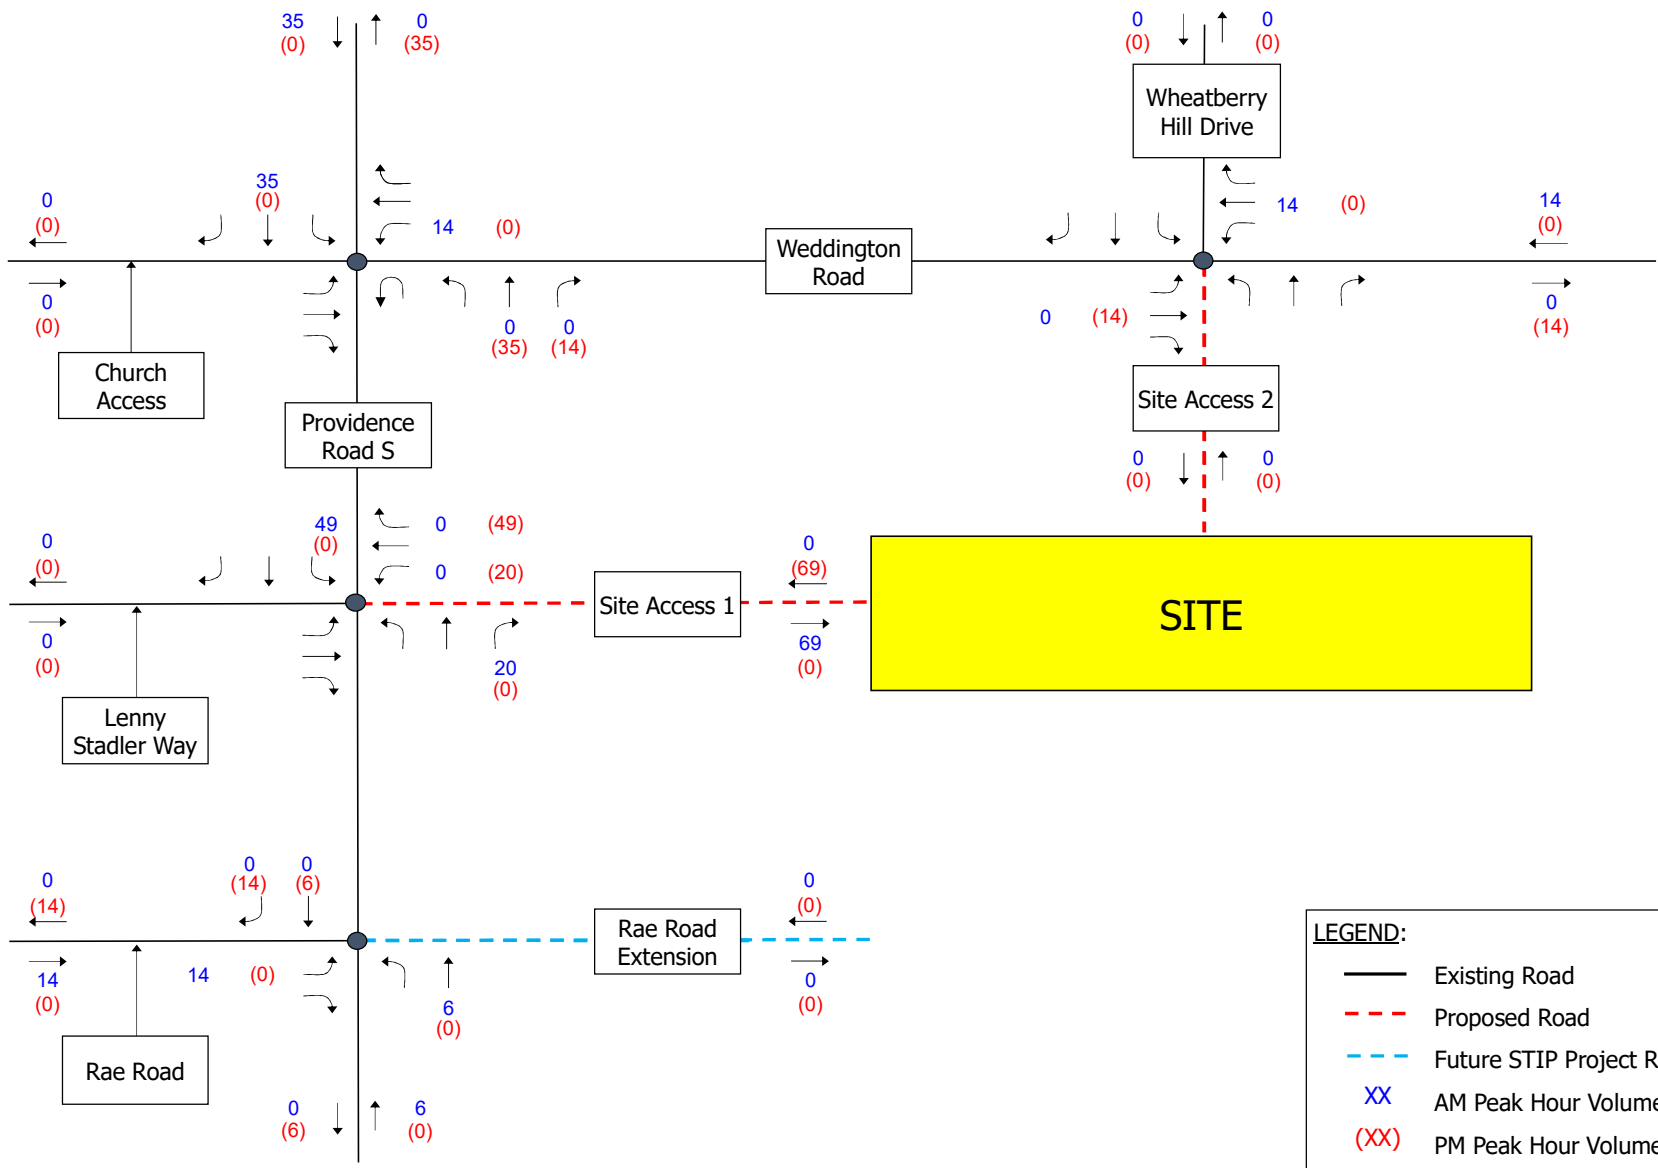 35 0 0 0
(0) (35) (0) (0)
Wheatberry
Hill Drive
35
(0)
0
(0)
14 (0)
14 (0)
14
(0)
Weddington
Road
0
(0)
0 0
(35) (14)
0 (14)
0
(14)
Church
Access
Providence
Road S
Site Access 2
0 0
(0) (0)
49
(0)
0 (49)
0
(0)
0 (20)
0
(69)
Site Access 1
SITE
0
(0)
20
(0)
69
(0)
Lenny
Stadler Way
0 0
(14) (6)
0
(14)
0
(0)
Rae Road
Extension
14
(0)
14 (0)
6
(0)
0
(0)
Rae Road
0 6
(6) (0)
LEGEND:
Existing Road
Proposed Road
Future STIP Project
XX AM Peak Hour
(XX) PM Peak Hour